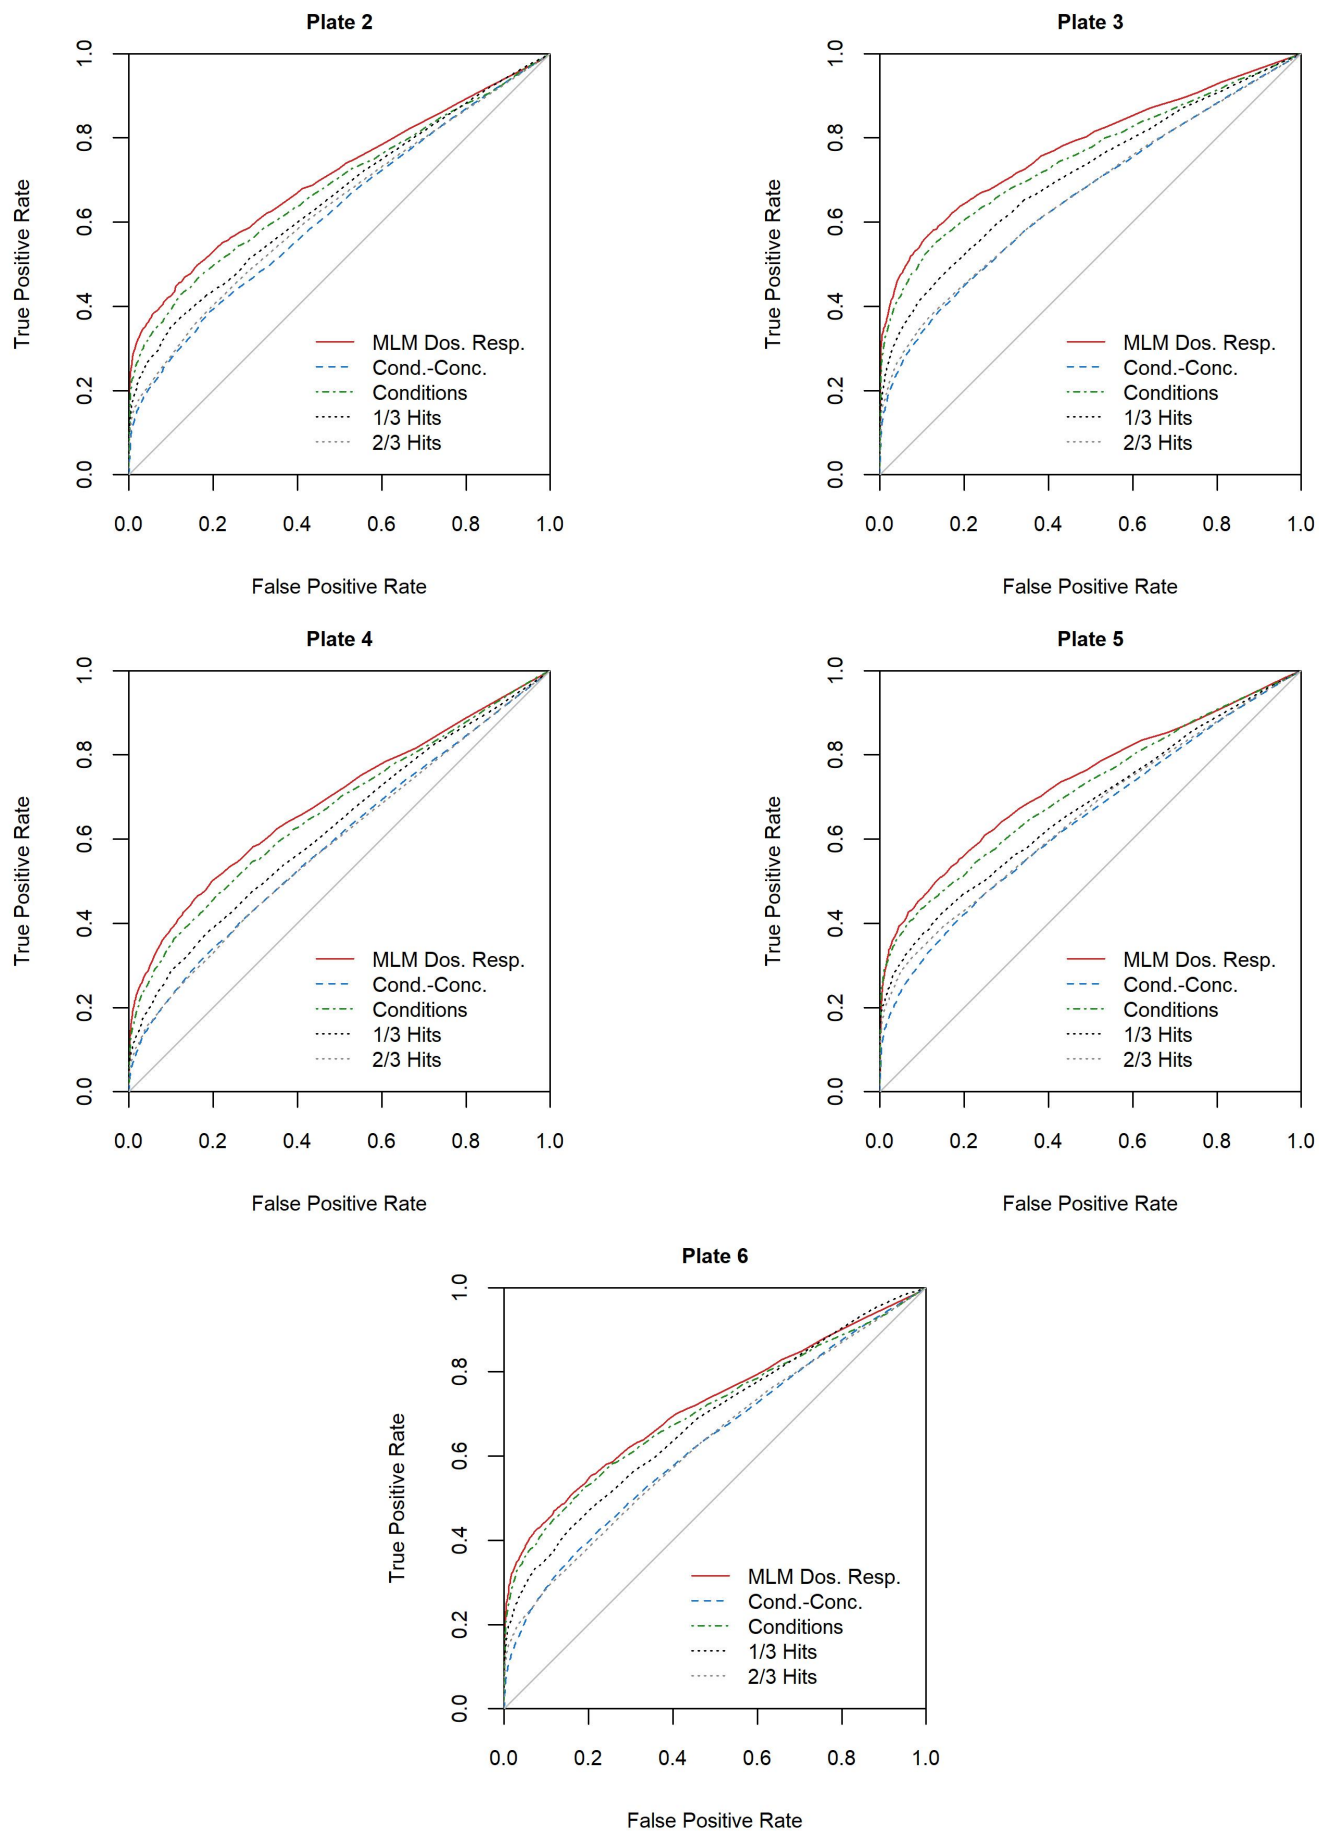 Plate 2
True Positive Rate
1.0
0.8
0.6
0.4
0.2
0.0
MLM Dos. Resp.
Cond.-Conc.
Conditions
1/3 Hits
2/3 Hits
0.0 0.2 0.4 0.6 0.8 1.0
False Positive Rate
Plate 3
True Positive Rate
1.0
0.8
0.6
0.4
0.2
0.0
MLM Dos. Resp.
Cond.-Conc.
Conditions
1/3 Hits
2/3 Hits
0.0 0.2 0.4 0.6 0.8 1.0
False Positive Rate
Plate 4
True Positive Rate
1.0
0.8
0.6
0.4
0.2
0.0
MLM Dos. Resp.
Cond.-Conc.
Conditions
1/3 Hits
2/3 Hits
0.0 0.2 0.4 0.6 0.8 1.0
False Positive Rate
Plate 5
True Positive Rate
1.0
0.8
0.6
0.4
0.2
0.0
MLM Dos. Resp.
Cond.-Conc.
Conditions
1/3 Hits
2/3 Hits
0.0 0.2 0.4 0.6 0.8 1.0
False Positive Rate
Plate 6
True Positive Rate
1.0
0.8
0.6
0.4
0.2
0.0
MLM Dos. Resp.
Cond.-Conc.
Conditions
1/3 Hits
2/3 Hits
0.0 0.2 0.4 0.6 0.8 1.0
False Positive Rate